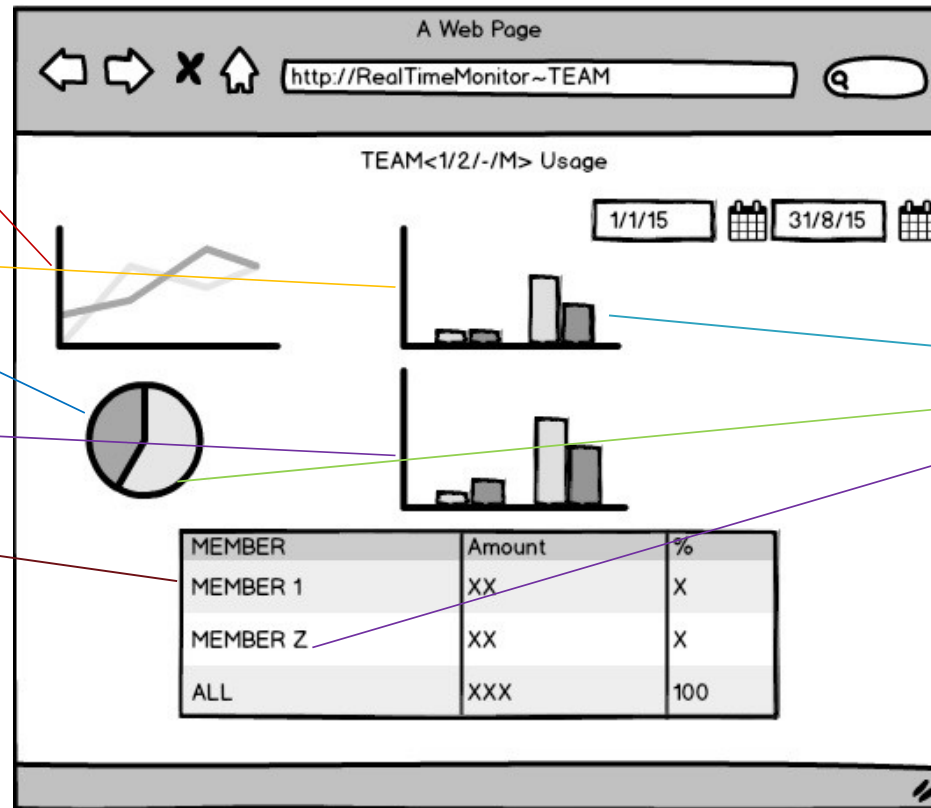 A Web Page
http://RealTimeMonitor~TEAM
TEAM<1/2/-/M> Usage
1/1/15 31/8/15
MEMBER Amount %
MEMBER 1 XX X
MEMBER Z XX X
ALL XXX 100